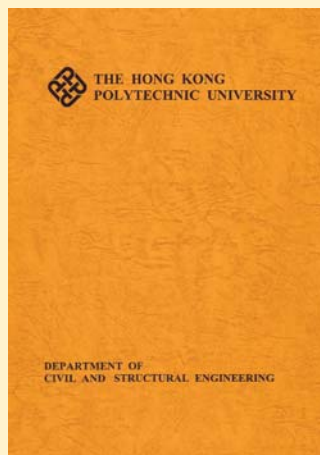 THE HONG KONG
POLYTECHNIC UNIVERSITY
DEPARTMENT OF
CIVIL AND STRUCTURAL ENGINEERING